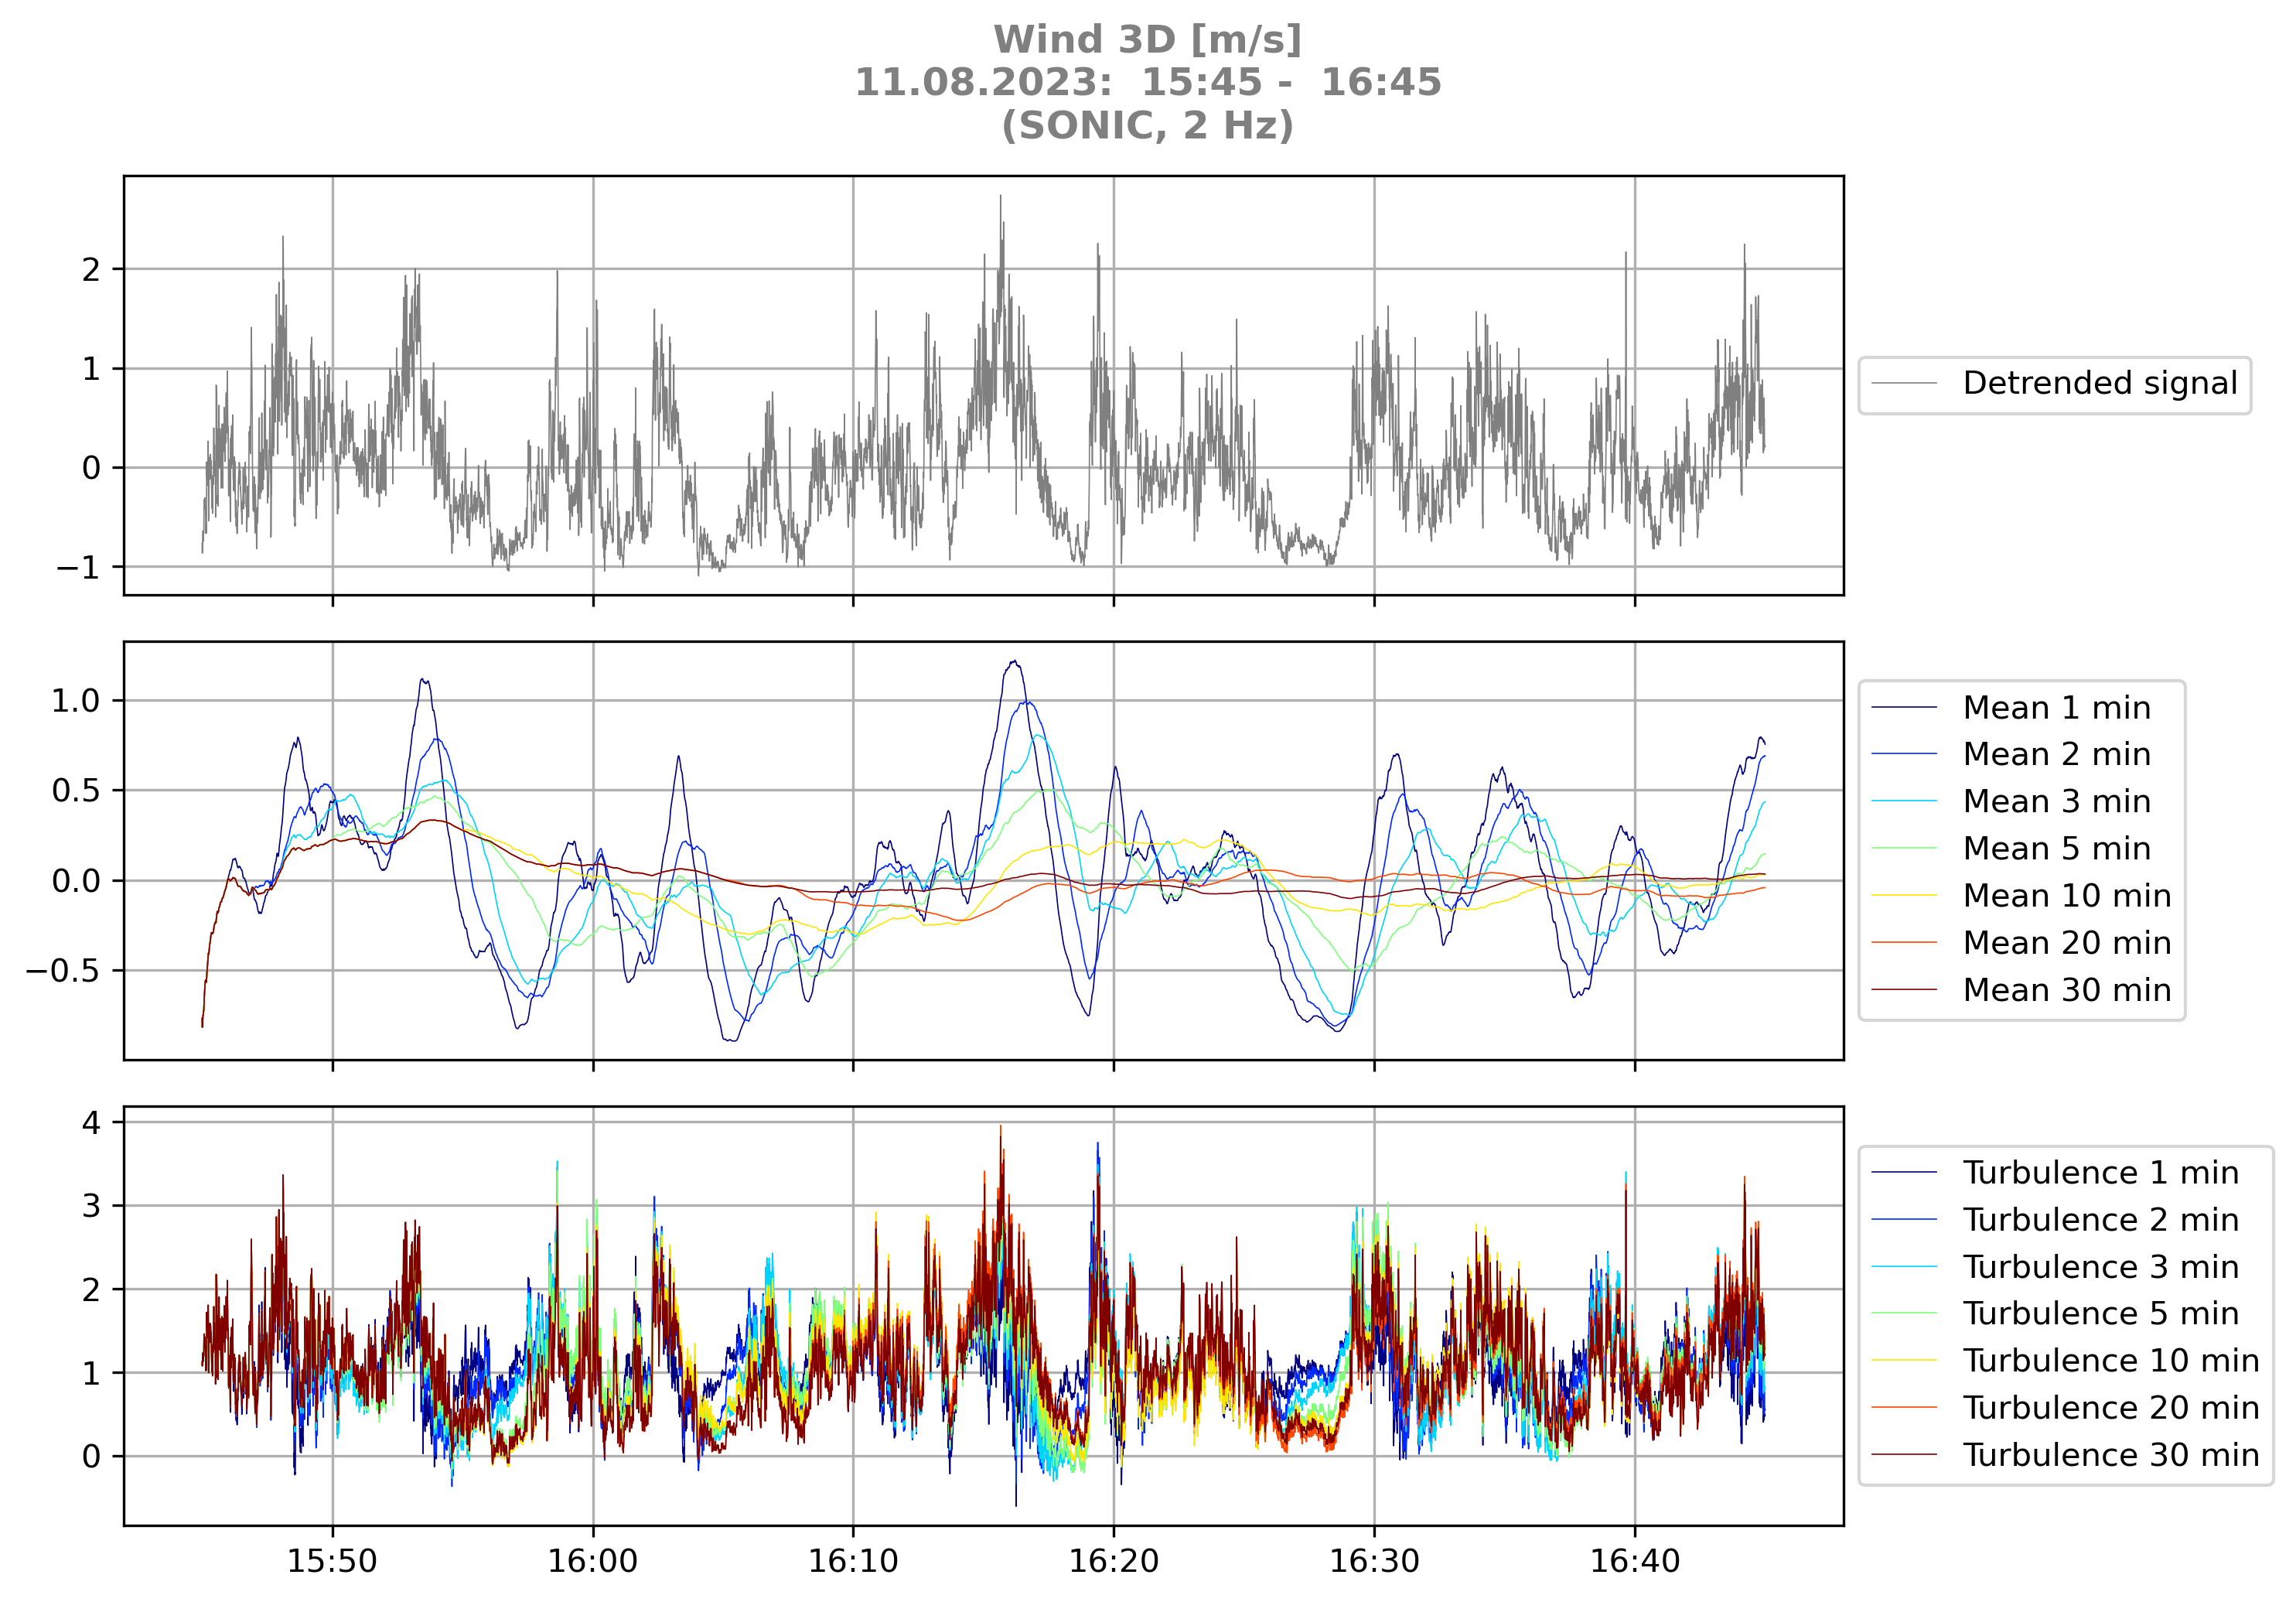 Wind 3D [m/s]
11.08.2023:  15:45 -  16:45
(SONIC, 2 Hz)
2
1
0
−1
Detrended signal
1.0
0.5
0.0
−0.5
Mean 1 min
Mean 2 min
Mean 3 min
Mean 5 min
Mean 10 min
Mean 20 min
Mean 30 min
4
3
2
1
0
Turbulence 1 min
Turbulence 2 min
Turbulence 3 min
Turbulence 5 min
Turbulence 10 min
Turbulence 20 min
Turbulence 30 min
15:50 16:00 16:10 16:20 16:30 16:40